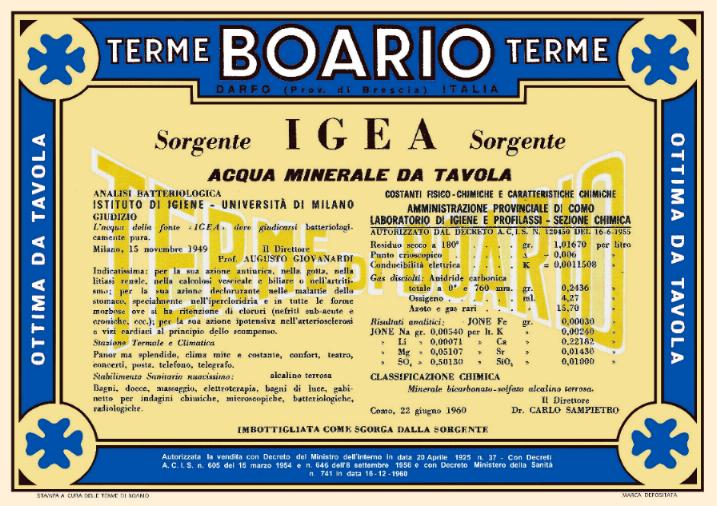 TERME BOARIO TERME
DARFO (Prov. di Brescia) ITALIA
OTTIMA DA TAVOLA
OTTIMA DA TAVOLA
Sorgente IGEA Sorgente
ACQUA MINERALE DA TAVOLA
TERME DI BOARIO
ANALISI BATTERIOLOGICA
ISTITUTO DI IGIENE - UNIVERSITÀ DI MILANO
GIUDIZIO
L'acqua della fonte «IGEA» deve giudicarsi batteriologi-
camente pura.
Milano, 15 novembre 1949 Il Direttore
Prof. AUGUSTO GIOVANARDI
Indicatissima: per la sua azione anturica, nella gotta, nella
litiasi renale, nella calcolosi vescicale e biliare o nell'artriti-
smo; per la sua azione declorurante nelle malattie dello
stomaco, specialmente nell'ipercloridria e in tutte le forme
morbose ove si ha ritenzione di cloruri (nefriti sub-acute e
croniche, ecc.); per la sua azione ipotensiva nell'arteriosclerosi
e vizi cardiaci al principio dello scompenso.
Stazione Termale e Climatica
Panorama splendido, clima mite e costante, confort, teatro,
concerti, posta, telefono, telegrafo.
Stabilimento Sanitario nuovissimo: alcalino terrosa
Bagni, docce, massaggio, elettroterapia, bagni di luce, gabi-
netto per indagini chimiche, microscopiche, batteriologiche,
radiologiche.
COSTANTI FISICO-CHIMICHE E CARATTERISTICHE CHIMICHE
AMMINISTRAZIONE PROVINCIALE DI COMO
LABORATORIO DI IGIENE E PROFILASSI - SEZIONE CHIMICA
AUTORIZZATO DAL DECRETO A.C.I.S. N. 120450 DEL 16-6-1955
Residuo secco a 180° gr. 1,01670 per litro
Punto crioscopico — 0,006 »
Conducibilità elettrica K = 0,0011508
Gas disciolti: Anidride carbonica
totale a 0° e 760 mm. gr. 0,2436 »
Ossigeno ml. 4,27 »
Azoto e gas rari 15,70 »
Risultati analitici: JONE Fe gr. 0,00030 »
JONE Na gr. 0,00540 per lt. K » 0,00260 »
» Li » 0,00071 » Ca » 0,22182 »
» Mg » 0,05107 » Sr » 0,01430 »
» SO₄ » 0,50130 » SiO₂ » 0,01000 »
CLASSIFICAZIONE CHIMICA
Minerale bicarbonato-solfato alcalino terrosa.
Il Direttore
Como, 22 giugno 1960 Dr. CARLO SAMPIETRO
IMBOTTIGLIATA COME SGORGA DALLA SORGENTE
Autorizzata la vendita con Decreto del Ministro dell'Interno in data 20 Aprile 1925 n. 37 - Con Decreti
A.C.I.S. n. 605 del 15 marzo 1954 e n. 646 dell'8 settembre 1956 e con Decreto Ministero della Sanità
n. 741 in data 16-12-1960
STAMPA A CURA DELLE TERME DI BOARIO
MARCA DEPOSITATA